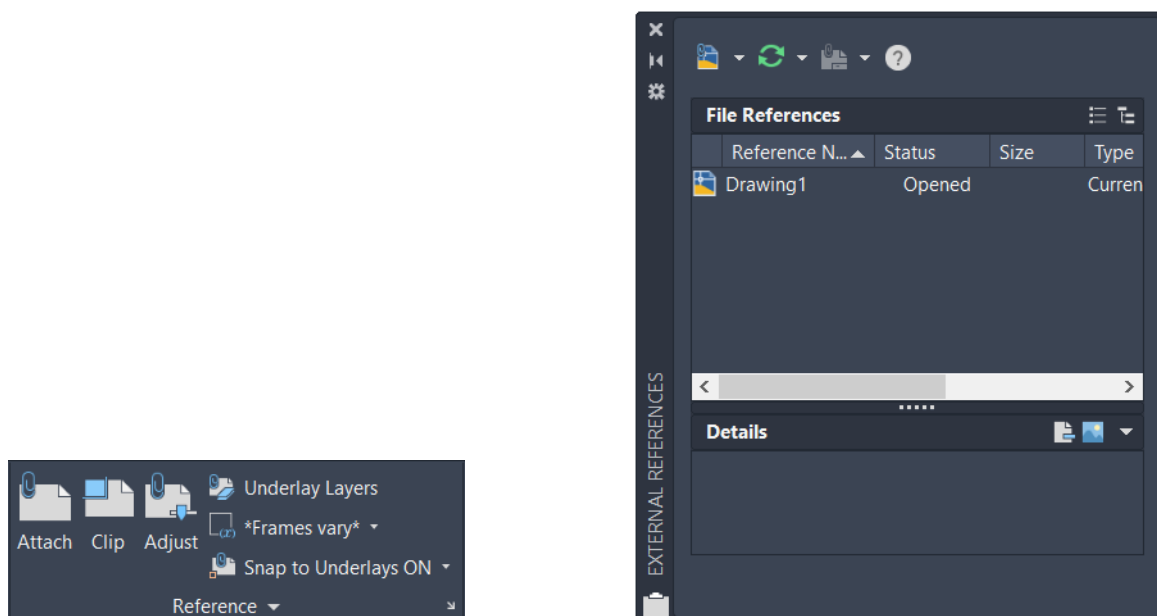 Attach
Clip
Adjust
Underlay Layers
*Frames vary*
Snap to Underlays ON
Reference
EXTERNAL REFERENCES
?
File References
Reference N... Status Size Type
Drawing1 Opened Curren
Details